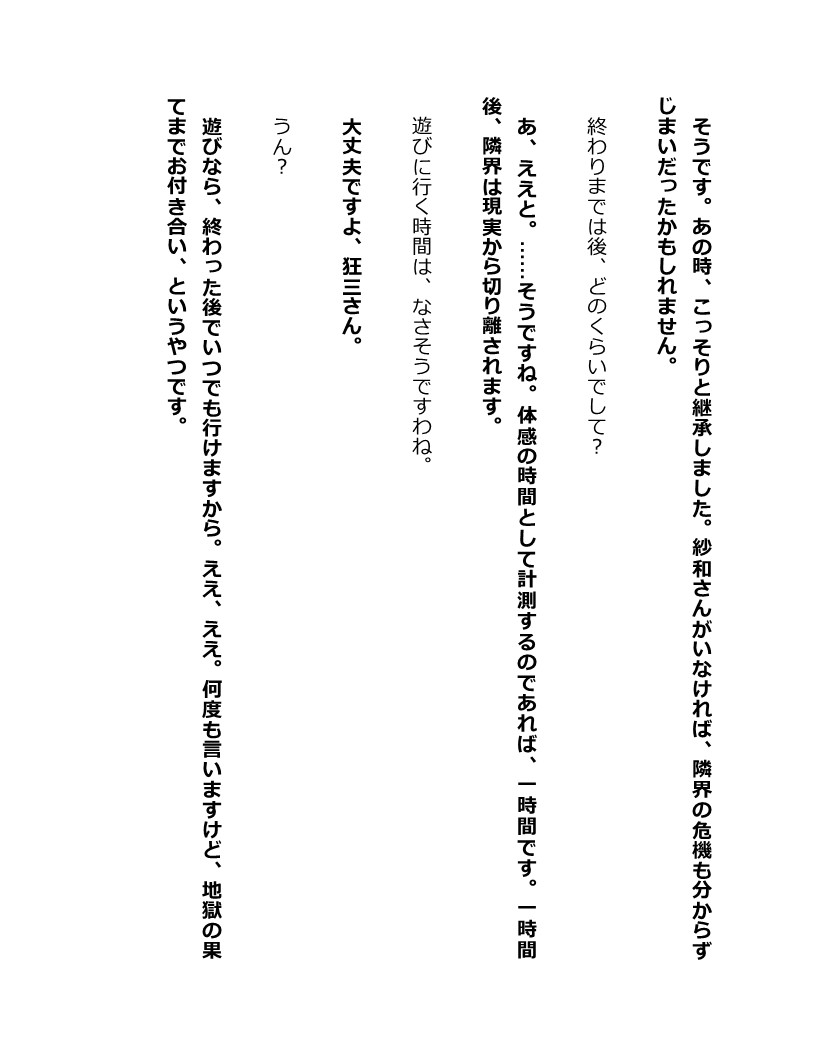 そうです。あの時、こっそりと継承しました。紗和さんがいなければ、隣界の危機も分からず
じまいだったかもしれません。
終わりまでは後、どのくらいでして?
あ、ええと。……そうですね。体感の時間として計測するのであれば、一時間です。一時間
後、隣界は現実から切り離されます。
遊びに行く時間は、なさそうですわね。
大丈夫ですよ、狂三さん。
うん?
遊びなら、終わった後でいつでも行けますから。ええ、ええ。何度も言いますけど、地獄の果
てまでお付き合い、というやつです。